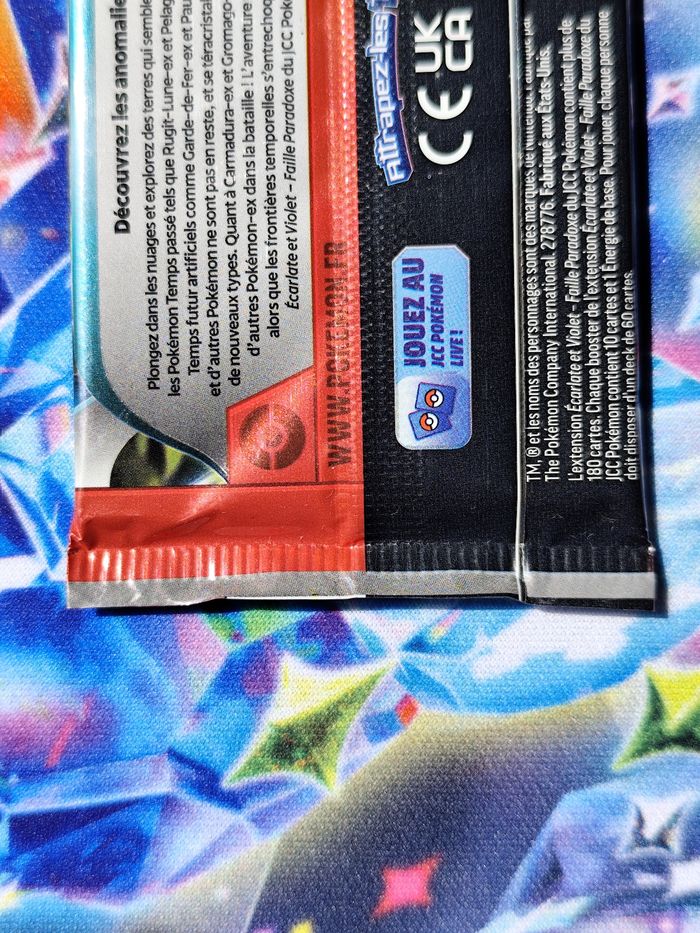 Découvrez les anomalie
Plongez dans les nuages et explorez des terres qui semble
les Pokémon Temps passé tels que Rugit-Lune-ex et Pelag
Temps futur artificiels comme Garde-de-Fer-ex et Pau
et d'autres Pokémon ne sont pas en reste, et se téracristal
de nouveaux types. Quant à Carmadura-ex et Gromago-
d'autres Pokémon-ex dans la bataille ! L'aventure
alors que les frontières temporelles s'entrechoq
Écarlate et Violet – Faille Paradoxe du JCC Poké
WWW.POKEMON.FR
Attrapez-les
CE UK
CA
JOUEZ AU
JCC POKÉMON
LIVE !
TM, ® et les noms des personnages sont des marques de
The Pokémon Company International. 278776. Fabriqué aux États-Unis.
L'extension Écarlate et Violet – Faille Paradoxe du JCC Pokémon contient plus de
180 cartes. Chaque booster de l'extension Écarlate et Violet – Faille Paradoxe du
JCC Pokémon contient 10 cartes et 1 Énergie de base. Pour jouer, chaque personne
doit disposer d'un deck de 60 cartes.